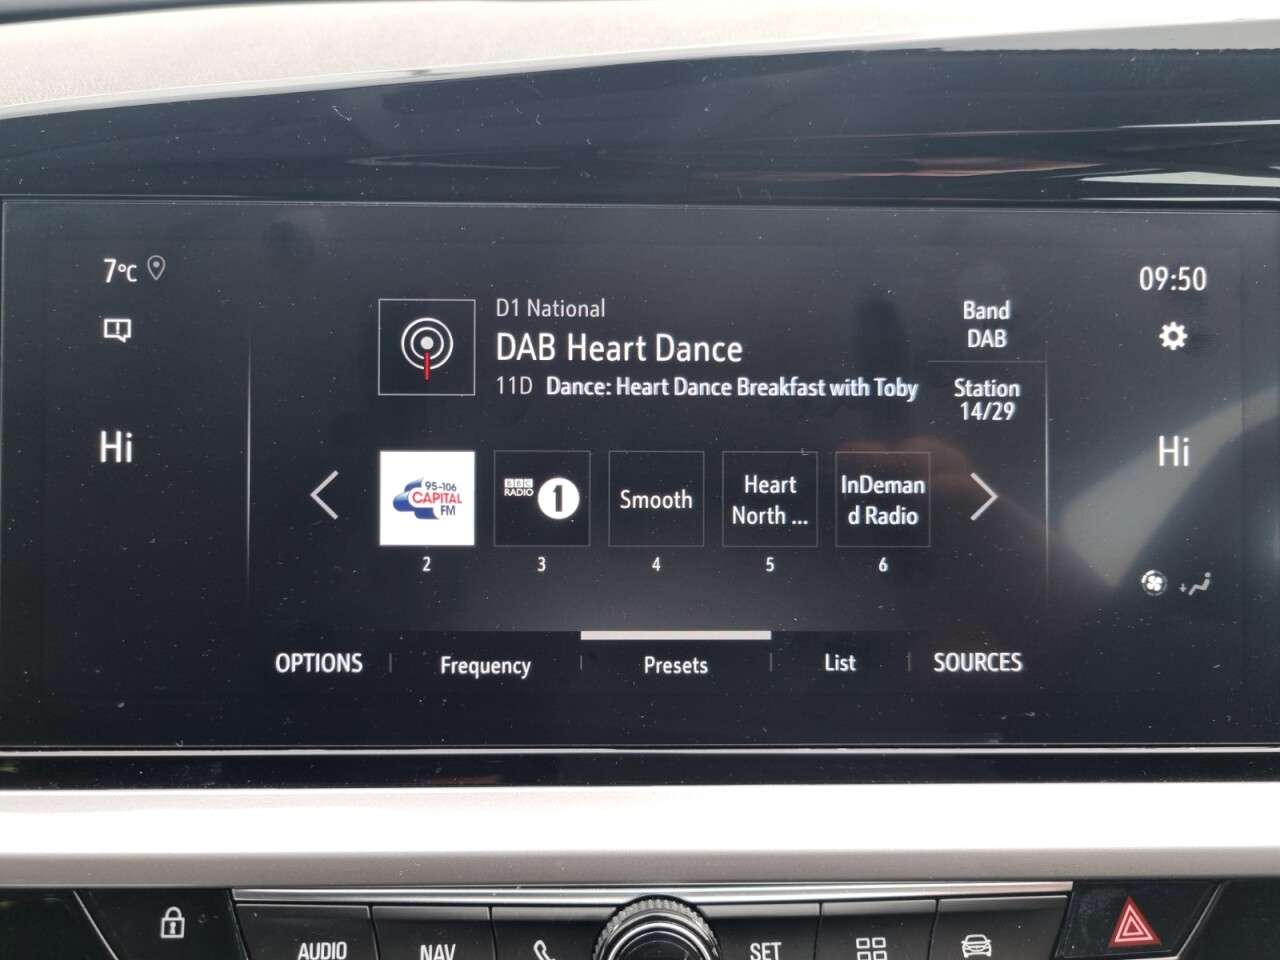 7°C
09:50
D1 National
DAB Heart Dance
11D Dance: Heart Dance Breakfast with Toby
Band
DAB
Station
14/29
Hi
Hi
95-106
CAPITAL
FM
BBC
RADIO 1
Smooth
Heart
North ...
InDeman
d Radio
2 3 4 5 6
OPTIONS Frequency Presets List SOURCES
AUDIO NAV SET